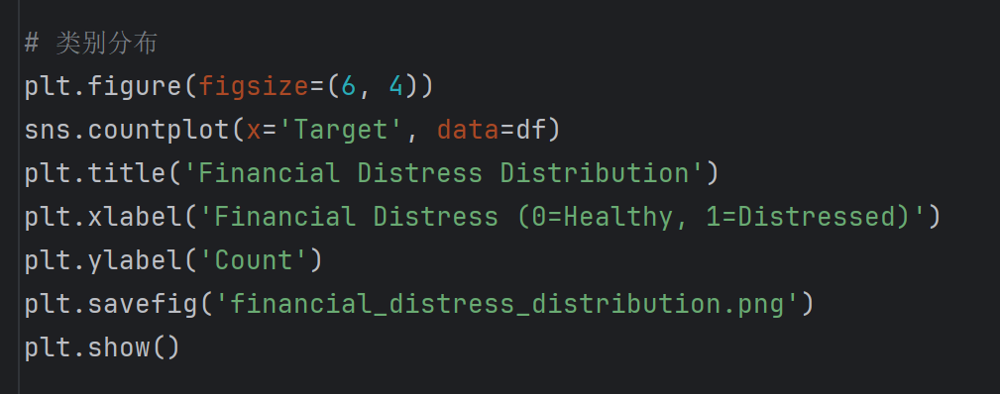 # 类别分布
plt.figure(figsize=(6, 4))
sns.countplot(x='Target', data=df)
plt.title('Financial Distress Distribution')
plt.xlabel('Financial Distress (0=Healthy, 1=Distressed)')
plt.ylabel('Count')
plt.savefig('financial_distress_distribution.png')
plt.show()